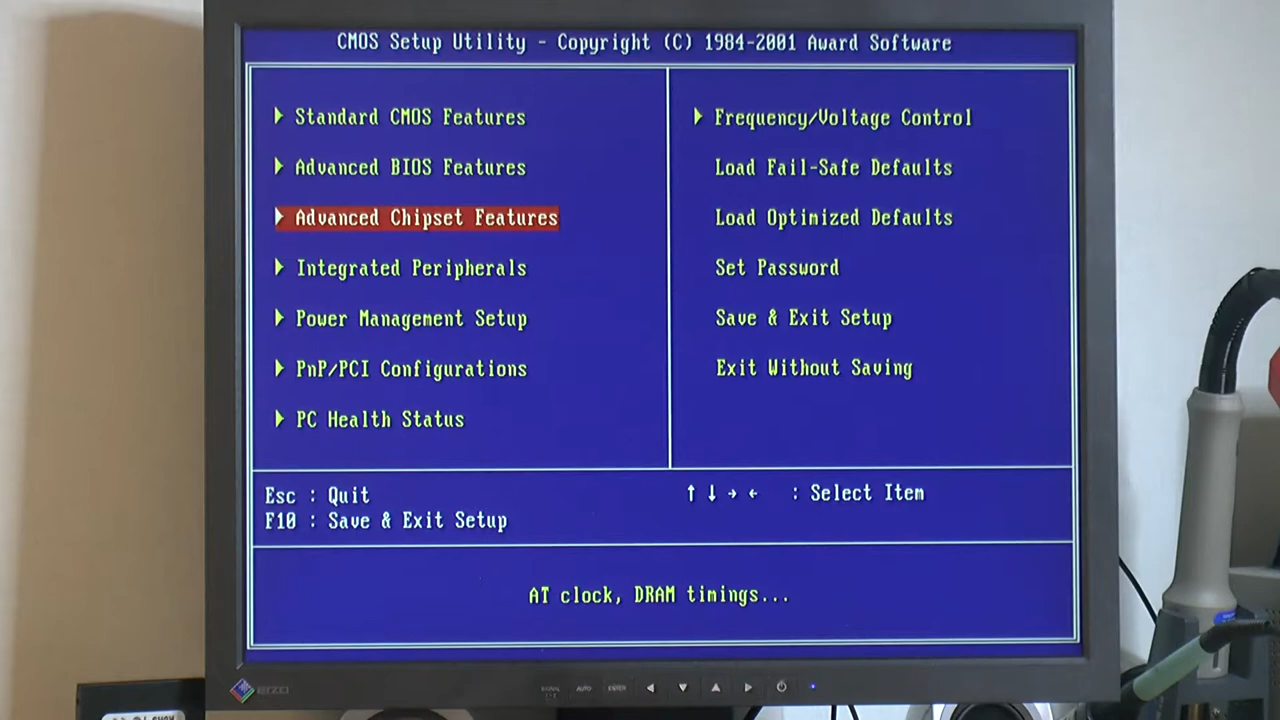 CMOS Setup Utility - Copyright (C) 1984-2001 Award Software
Standard CMOS Features
Advanced BIOS Features
Advanced Chipset Features
Integrated Peripherals
Power Management Setup
PnP/PCI Configurations
PC Health Status
Frequency/Voltage Control
Load Fail-Safe Defaults
Load Optimized Defaults
Set Password
Save & Exit Setup
Exit Without Saving
Esc : Quit
F10 : Save & Exit Setup
↑ ↓ → ← : Select Item
AT clock, DRAM timings...
EIZO
SIGNAL
AUTO
ENTER